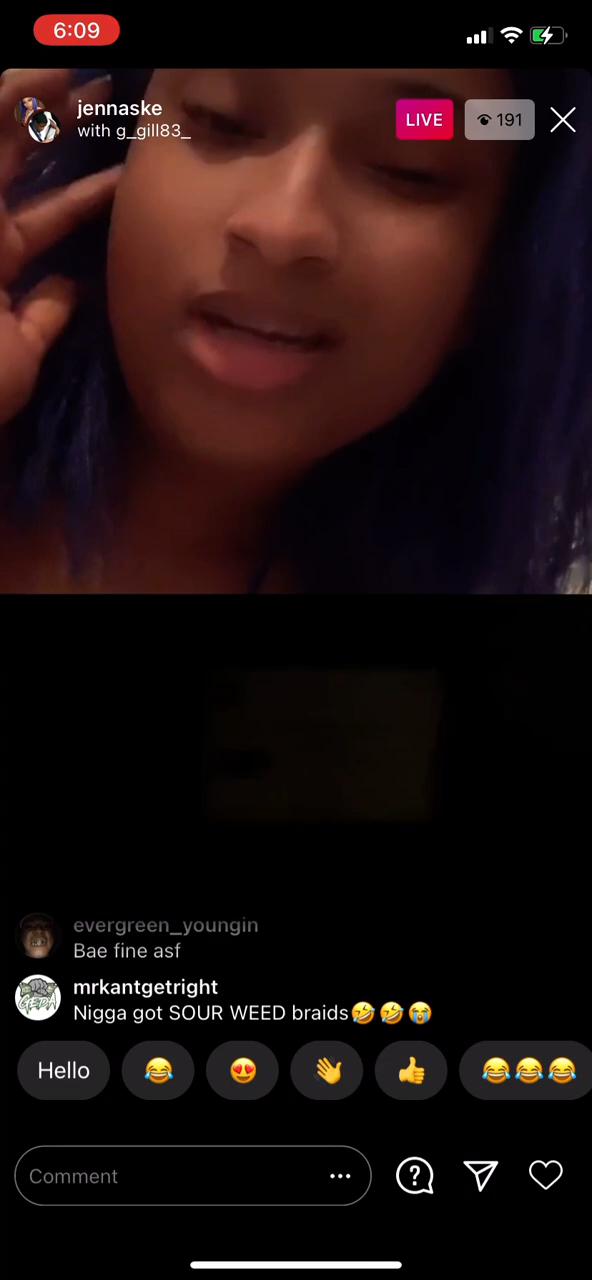 6:09
jennaske
with g_gill83_
LIVE
191
evergreen_youngin
Bae fine asf
mrkantgetright
Nigga got SOUR WEED braids🤣🤣😭
Hello
😂
😍
👋
👍
😂😂😂
Comment